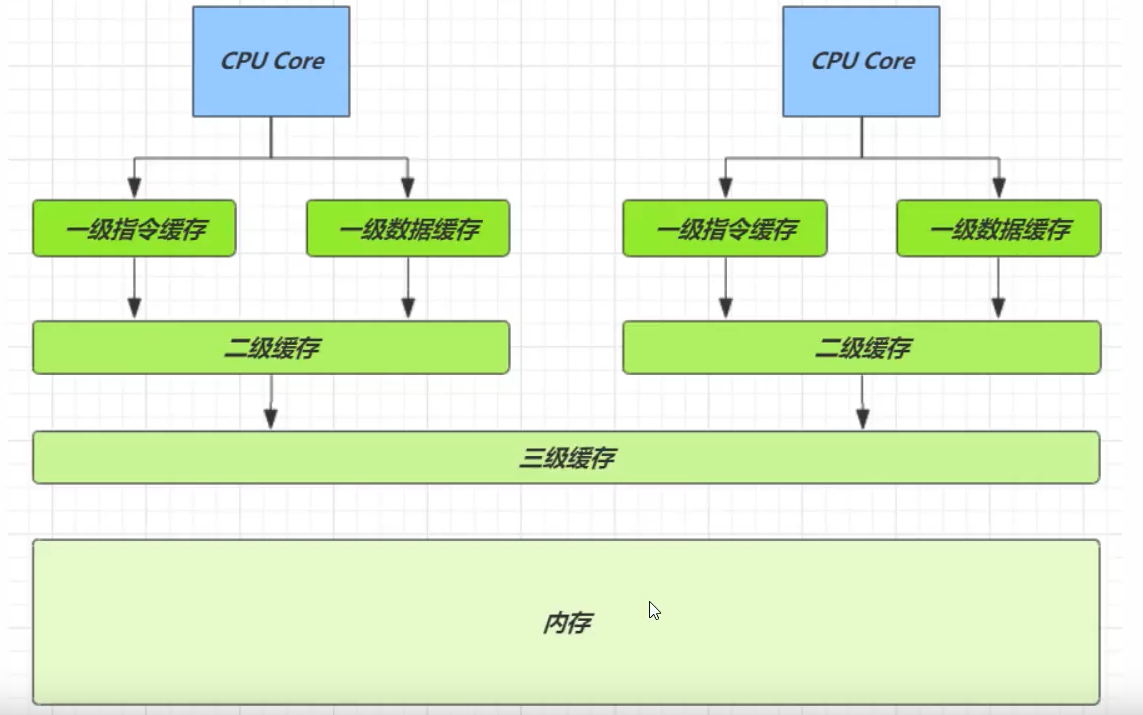 CPU Core
CPU Core
一级指令缓存
一级数据缓存
一级指令缓存
一级数据缓存
二级缓存
二级缓存
三级缓存
内存